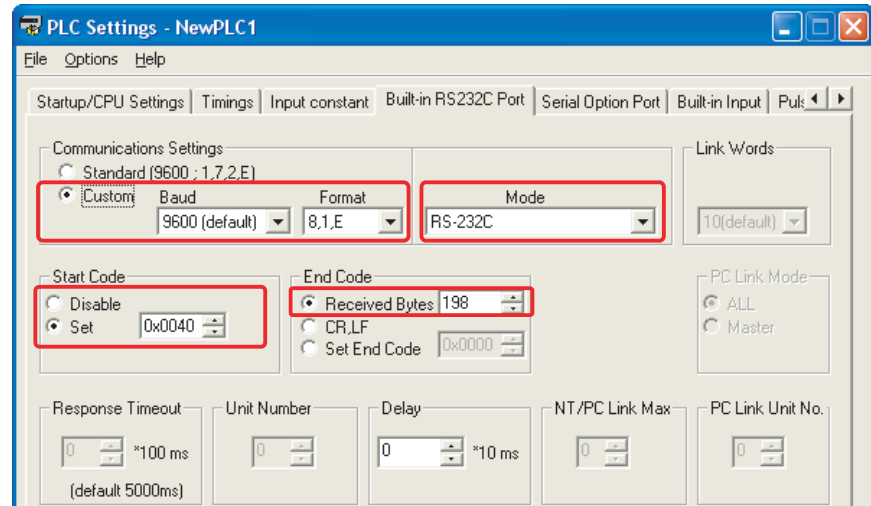 PLC Settings - NewPLC1
File Options Help
Startup/CPU Settings Timings Input constant Built-in RS232C Port Serial Option Port Built-in Input Puls
Communications Settings Link Words
Standard (9600 ; 1,7,2,E)
Custom Baud Format Mode
9600 (default) 8,1,E RS-232C 10(default)
Start Code End Code PC Link Mode
Disable Received Bytes 198 ALL
Set 0x0040 CR,LF Master
Set End Code 0x0000
Response Timeout Unit Number Delay NT/PC Link Max PC Link Unit No.
0 *100 ms 0 0 *10 ms 0 0
(default 5000ms)